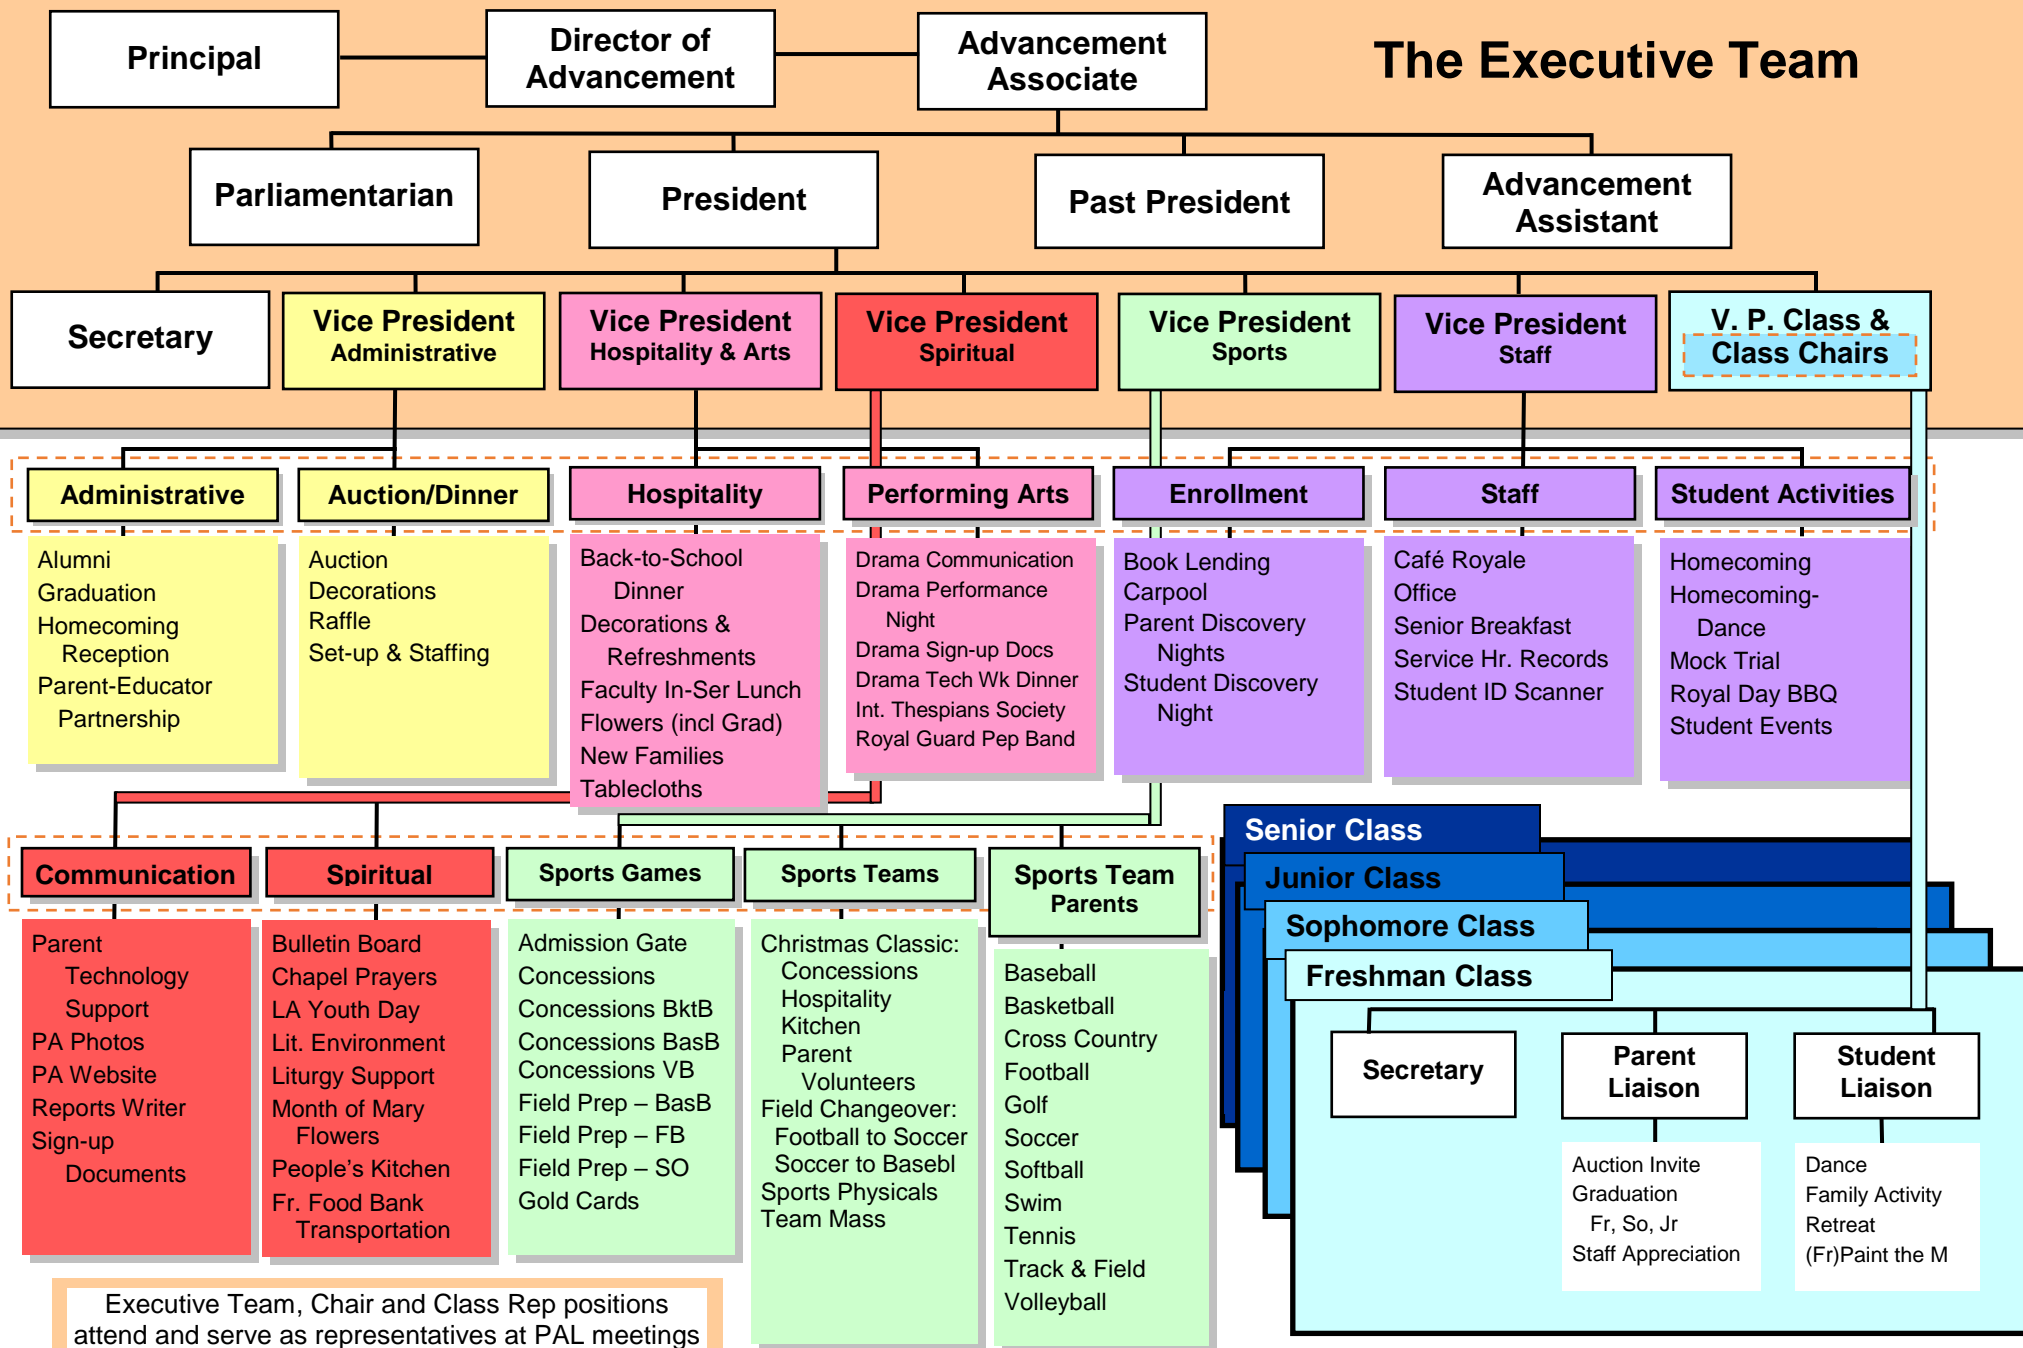 The Executive Team
Principal
Director of
Advancement
Advancement
Associate
Parliamentarian
President
Past President
Advancement
Assistant
Secretary
Vice President
Administrative
Vice President
Hospitality & Arts
Vice President
Spiritual
Vice President
Sports
Vice President
Staff
V. P. Class &
Class Chairs
Administrative
Alumni
Graduation
Homecoming
Reception
Parent-Educator
Partnership
Auction/Dinner
Auction
Decorations
Raffle
Set-up & Staffing
Hospitality
Back-to-School
Dinner
Decorations &
Refreshments
Faculty In-Ser Lunch
Flowers (incl Grad)
New Families
Tablecloths
Performing Arts
Drama Communication
Drama Performance
Night
Drama Sign-up Docs
Drama Tech Wk Dinner
Int. Thespians Society
Royal Guard Pep Band
Enrollment
Book Lending
Carpool
Parent Discovery
Nights
Student Discovery
Night
Staff
Café Royale
Office
Senior Breakfast
Service Hr. Records
Student ID Scanner
Student Activities
Homecoming
Homecoming-
Dance
Mock Trial
Royal Day BBQ
Student Events
Communication
Parent
Technology
Support
PA Photos
PA Website
Reports Writer
Sign-up
Documents
Spiritual
Bulletin Board
Chapel Prayers
LA Youth Day
Lit. Environment
Liturgy Support
Month of Mary
Flowers
People's Kitchen
Fr. Food Bank
Transportation
Sports Games
Admission Gate
Concessions
Concessions BktB
Concessions BasB
Concessions VB
Field Prep – BasB
Field Prep – FB
Field Prep – SO
Gold Cards
Sports Teams
Christmas Classic:
Concessions
Hospitality
Kitchen
Parent
Volunteers
Field Changeover:
Football to Soccer
Soccer to Basebl
Sports Physicals
Team Mass
Sports Team
Parents
Baseball
Basketball
Cross Country
Football
Golf
Soccer
Softball
Swim
Tennis
Track & Field
Volleyball
Senior Class
Junior Class
Sophomore Class
Freshman Class
Secretary
Parent
Liaison
Auction Invite
Graduation
Fr, So, Jr
Staff Appreciation
Student
Liaison
Dance
Family Activity
Retreat
(Fr)Paint the M
Executive Team, Chair and Class Rep positions
attend and serve as representatives at PAL meetings